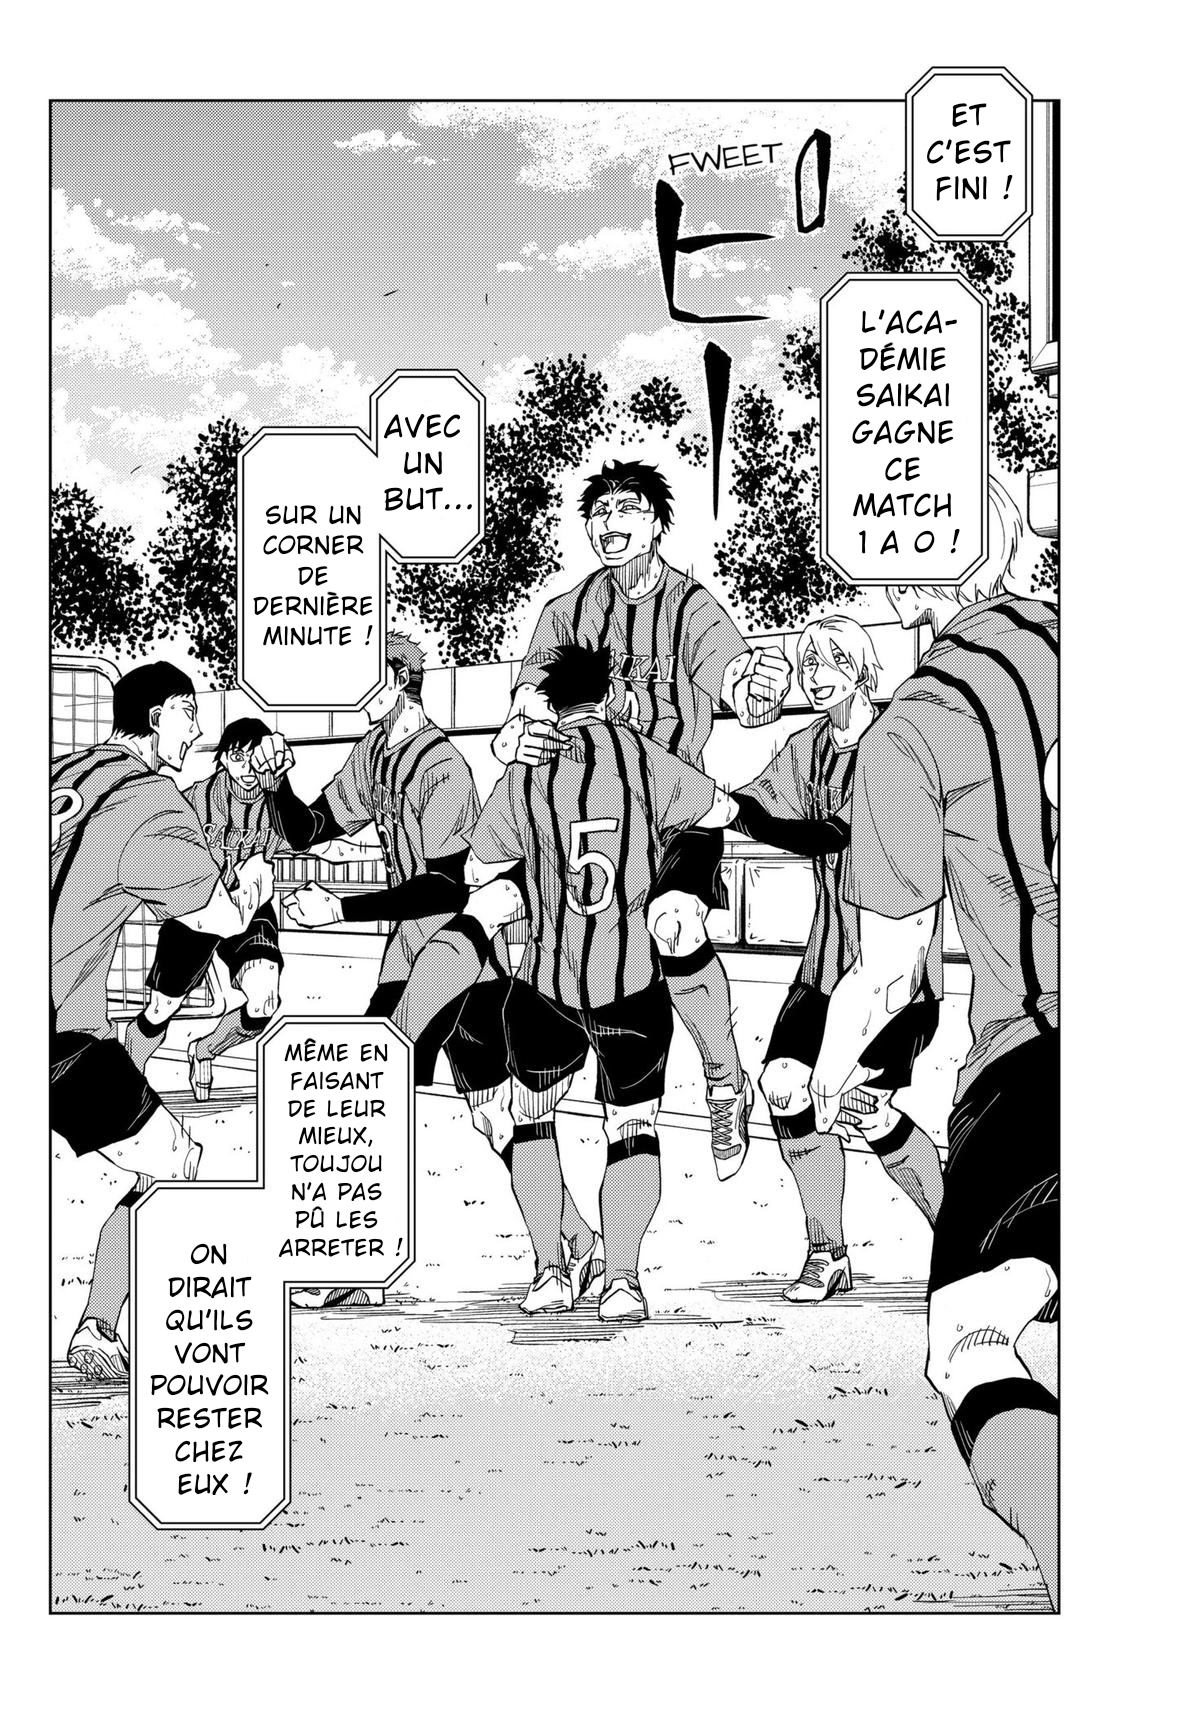 ET
C'EST
FINI !
FWEET
ピー
L'ACA-
DÉMIE
SAIKAI
GAGNE
CE
MATCH
1 A 0 !
AVEC
UN
BUT...
SUR UN
CORNER
DE
DERNIÈRE
MINUTE !
SAIKAI
5
MÊME EN
FAISANT
DE LEUR
MIEUX,
TOUJOU
N'A PAS
PÛ LES
ARRETER !
ON
DIRAIT
QU'ILS
VONT
POUVOIR
RESTER
CHEZ
EUX !